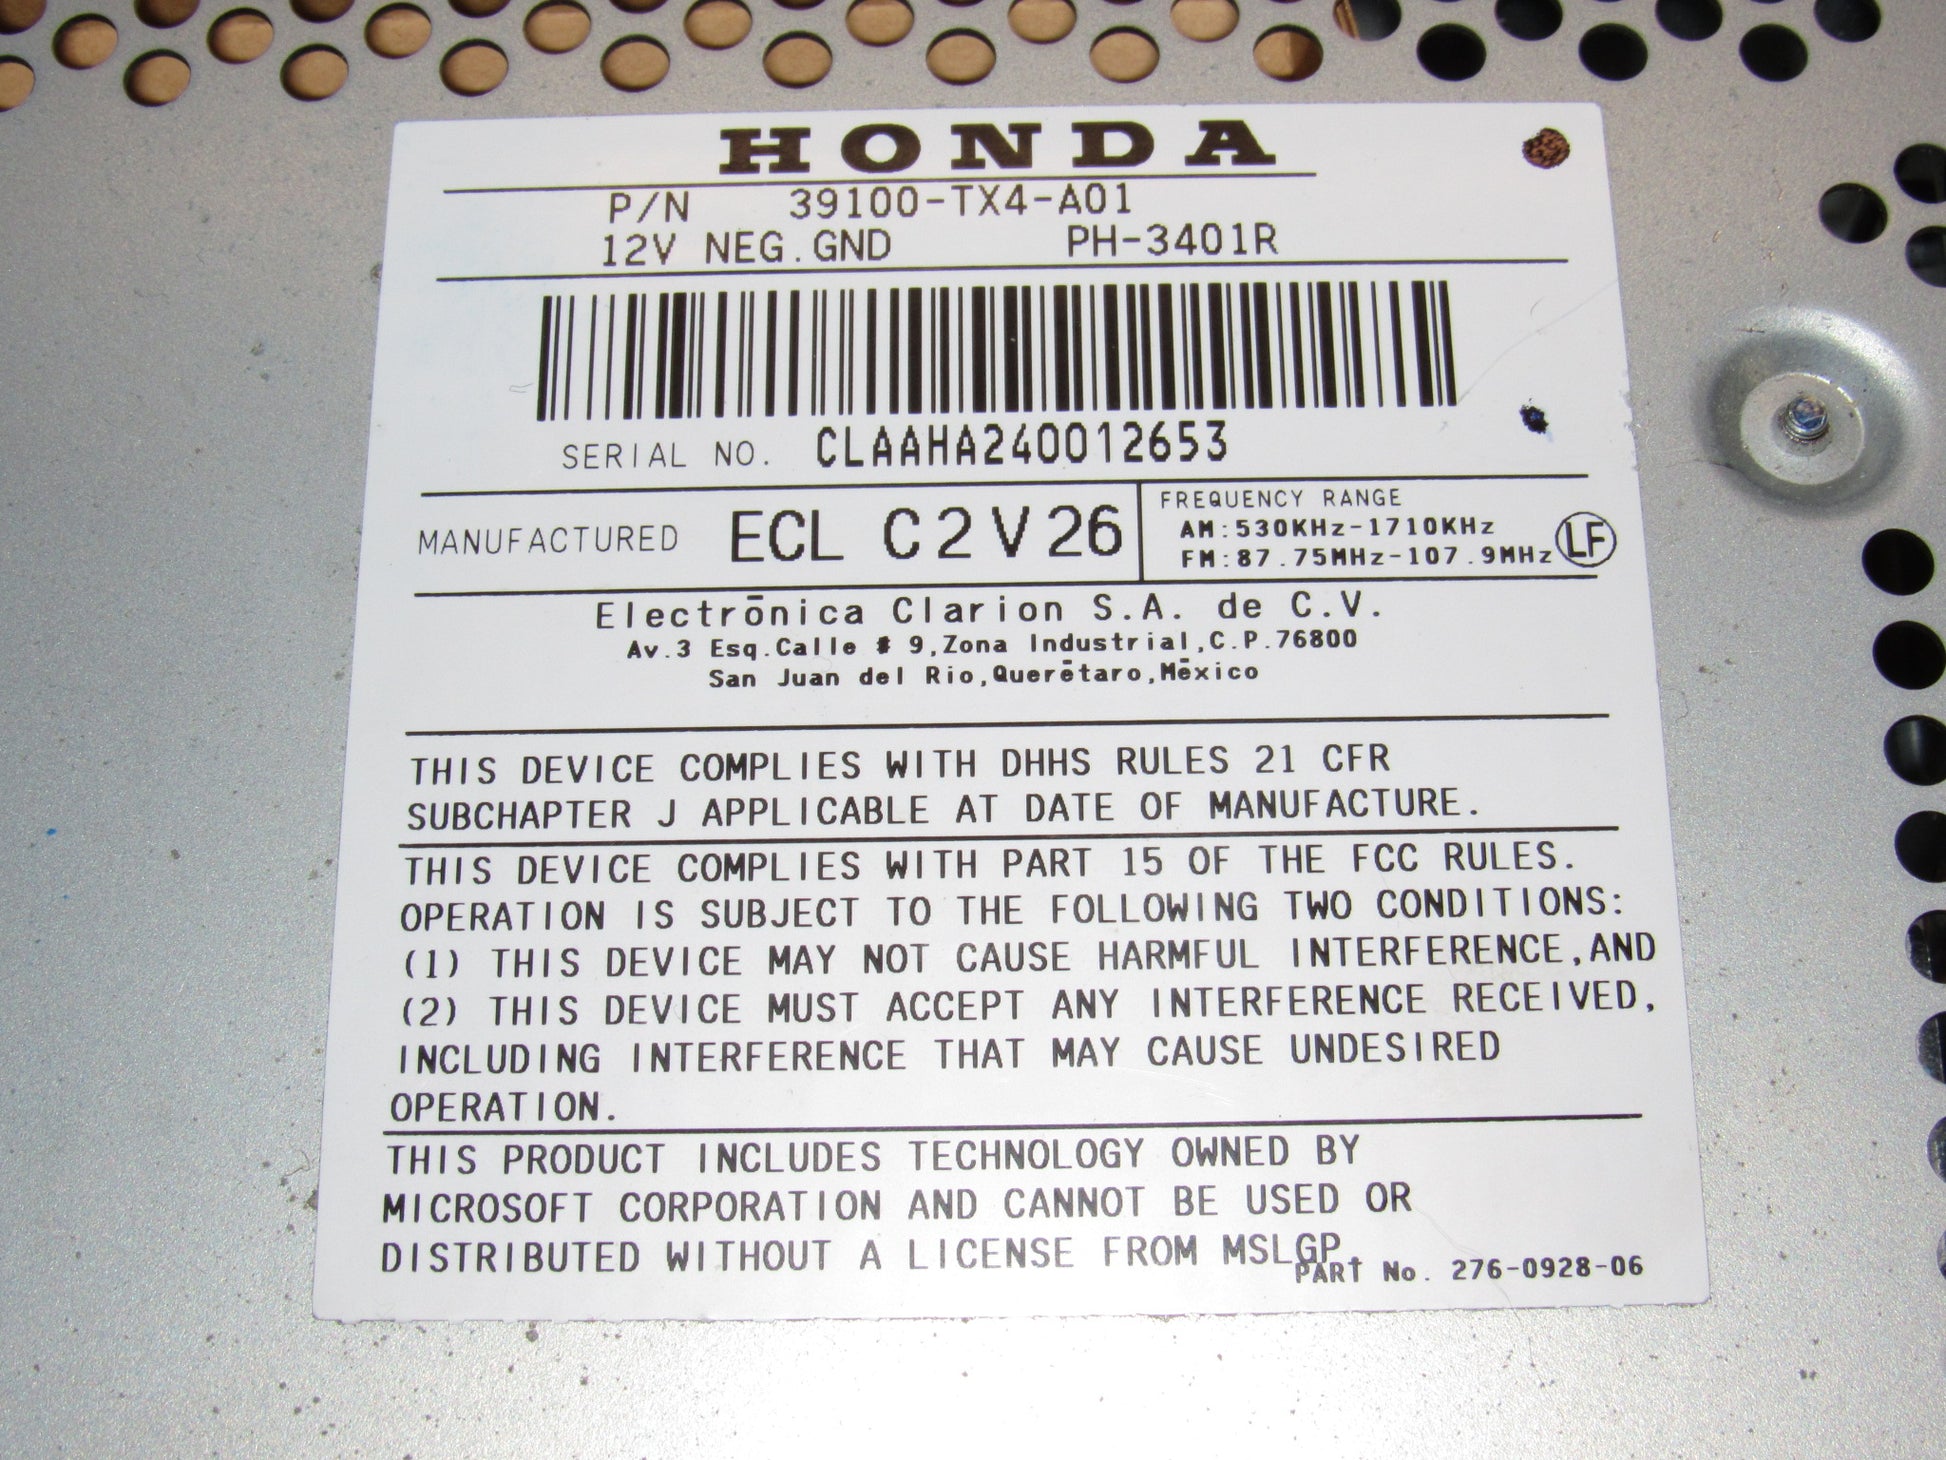 HONDA
P/N 39100-TX4-A01
12V NEG.GND PH-3401R
SERIAL NO. CLAAHA240012653
MANUFACTURED ECL C2V26
FREQUENCY RANGE
AM:530KHz-1710KHz
FM:87.75MHz-107.9MHz
LF
Electrōnica Clarion S.A. de C.V.
Av.3 Esq.Calle # 9,Zona Industrial,C.P.76800
San Juan del Rio,Querētaro,Mēxico
THIS DEVICE COMPLIES WITH DHHS RULES 21 CFR
SUBCHAPTER J APPLICABLE AT DATE OF MANUFACTURE.
THIS DEVICE COMPLIES WITH PART 15 OF THE FCC RULES.
OPERATION IS SUBJECT TO THE FOLLOWING TWO CONDITIONS:
(1) THIS DEVICE MAY NOT CAUSE HARMFUL INTERFERENCE,AND
(2) THIS DEVICE MUST ACCEPT ANY INTERFERENCE RECEIVED,
INCLUDING INTERFERENCE THAT MAY CAUSE UNDESIRED
OPERATION.
THIS PRODUCT INCLUDES TECHNOLOGY OWNED BY
MICROSOFT CORPORATION AND CANNOT BE USED OR
DISTRIBUTED WITHOUT A LICENSE FROM MSLGP.
PART No. 276-0928-06